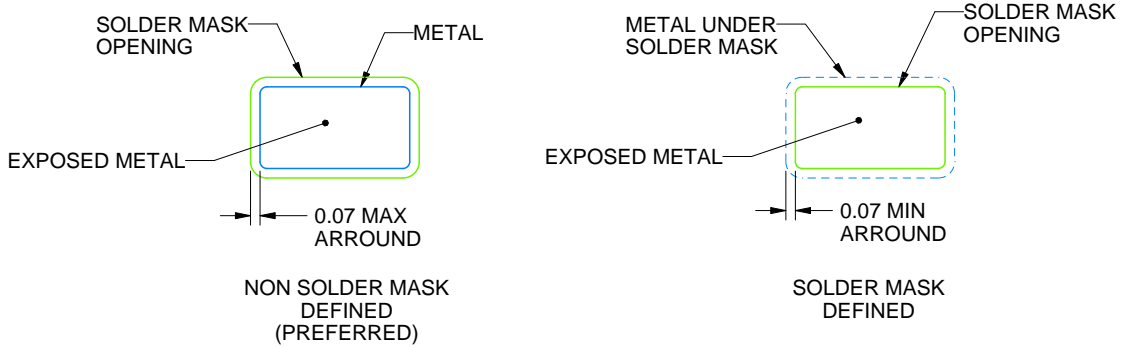 SOLDER MASK
OPENING
METAL
EXPOSED METAL
0.07 MAX
ARROUND
NON SOLDER MASK
DEFINED
(PREFERRED)
METAL UNDER
SOLDER MASK
SOLDER MASK
OPENING
EXPOSED METAL
0.07 MIN
ARROUND
SOLDER MASK
DEFINED